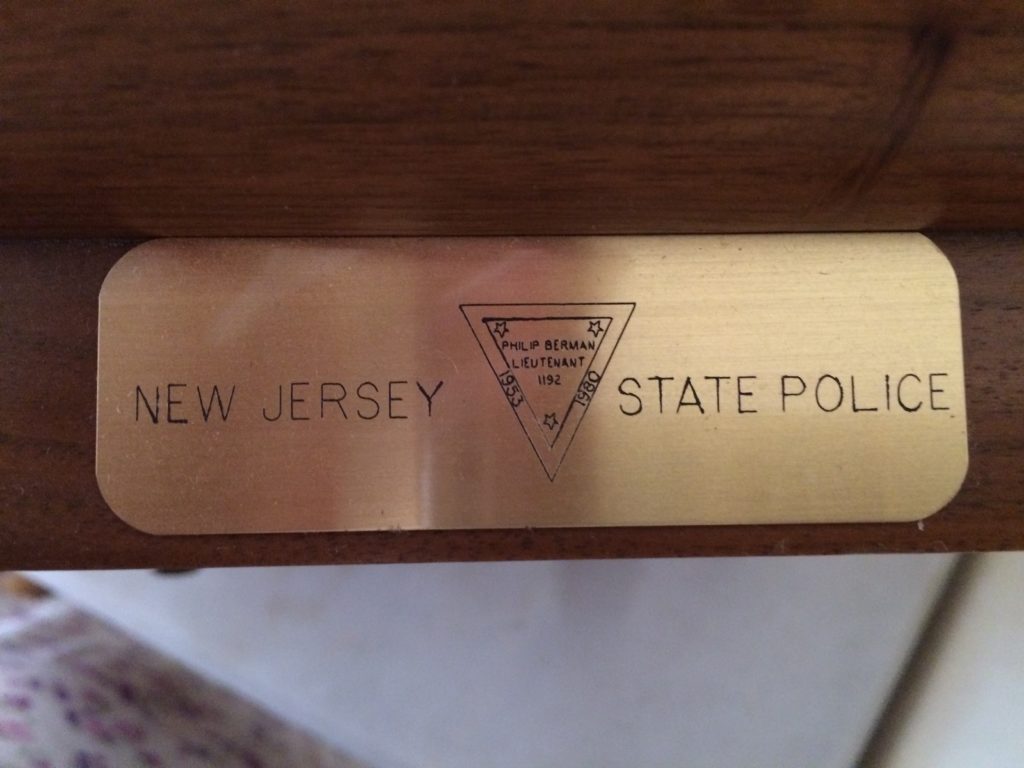 NEW JERSEY
PHILIP BERMAN
LIEUTENANT
1192
1953
1980
STATE POLICE